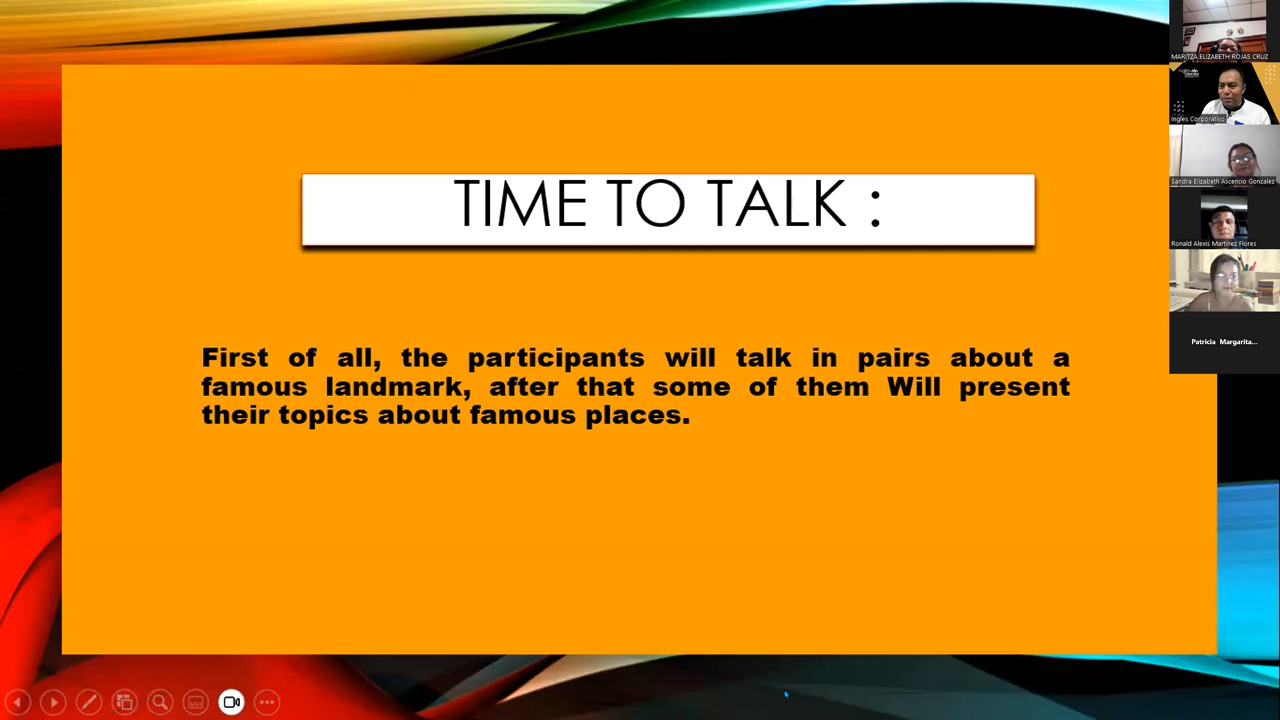 TIME TO TALK :
First of all, the participants will talk in pairs about a
famous landmark, after that some of them Will present
their topics about famous places.
MARITZA ELIZABETH ROJAS CRUZ
Ingles Corporativo
Sandra Elizabeth Ascencio Gonzalez
Ronald Alexis Martinez Flores
Patricia Margarita...